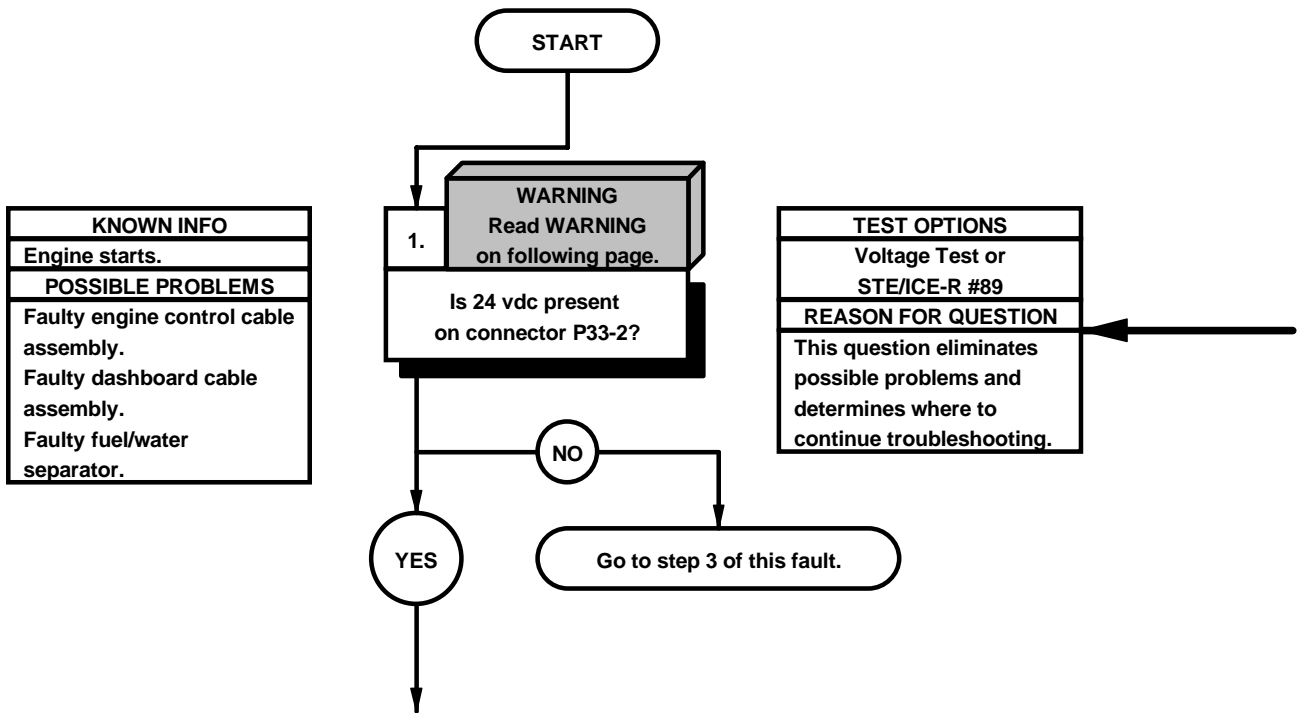 START
KNOWN INFO
Engine starts.
POSSIBLE PROBLEMS
Faulty engine control cable
assembly.
Faulty dashboard cable
assembly.
Faulty fuel/water
separator.
1.
WARNING
Read WARNING
on following page.
Is 24 vdc present
on connector P33-2?
TEST OPTIONS
Voltage Test or
STE/ICE-R #89
REASON FOR QUESTION
This question eliminates
possible problems and
determines where to
continue troubleshooting.
NO
YES
Go to step 3 of this fault.